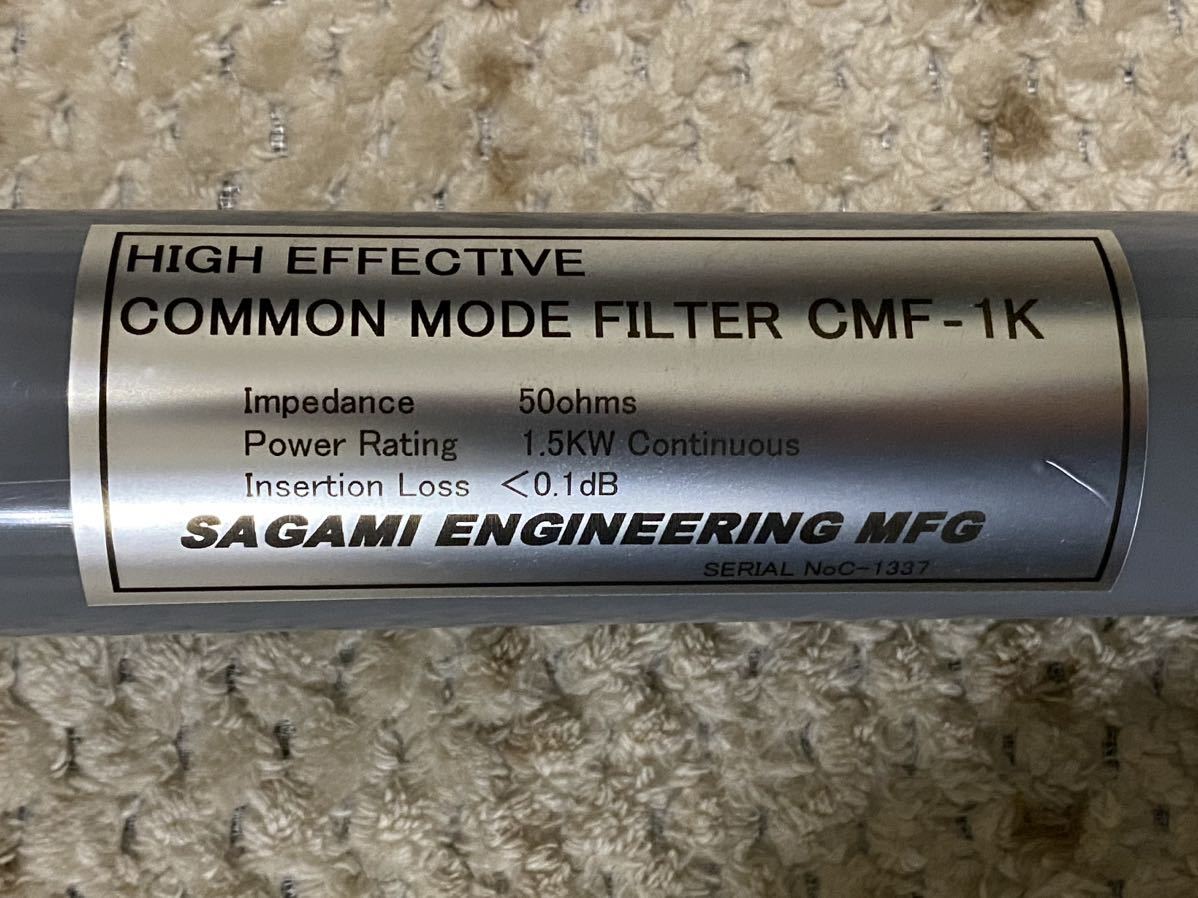 HIGH EFFECTIVE
COMMON MODE FILTER CMF-1K
Impedance 50ohms
Power Rating 1.5KW Continuous
Insertion Loss <0.1dB
SAGAMI ENGINEERING MFG
SERIAL NoC-1337